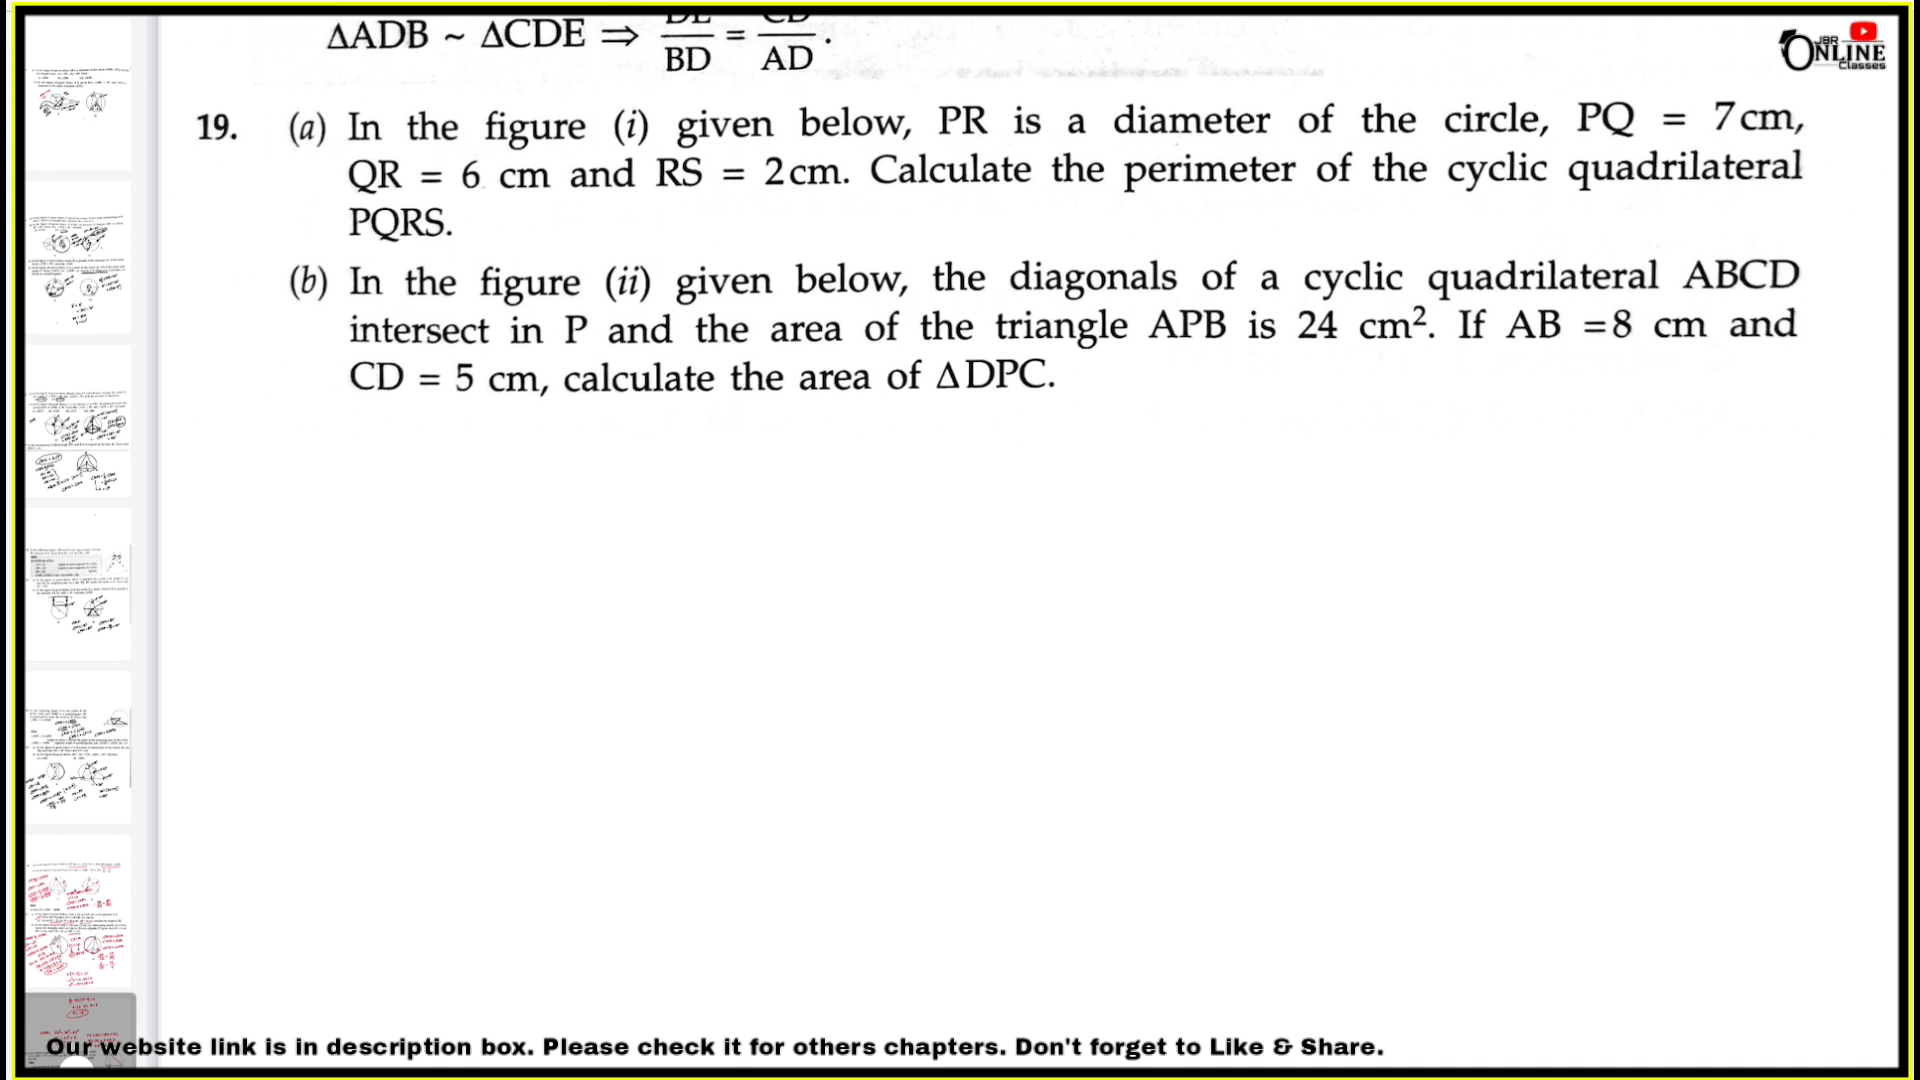 ΔADB ~ ΔCDE ⇒ DE/BD = CD/AD.
JBR ONLINE Classes
19. (a) In the figure (i) given below, PR is a diameter of the circle, PQ = 7 cm,
QR = 6 cm and RS = 2 cm. Calculate the perimeter of the cyclic quadrilateral
PQRS.
(b) In the figure (ii) given below, the diagonals of a cyclic quadrilateral ABCD
intersect in P and the area of the triangle APB is 24 cm². If AB = 8 cm and
CD = 5 cm, calculate the area of ΔDPC.
Our website link is in description box. Please check it for others chapters. Don't forget to Like & Share.